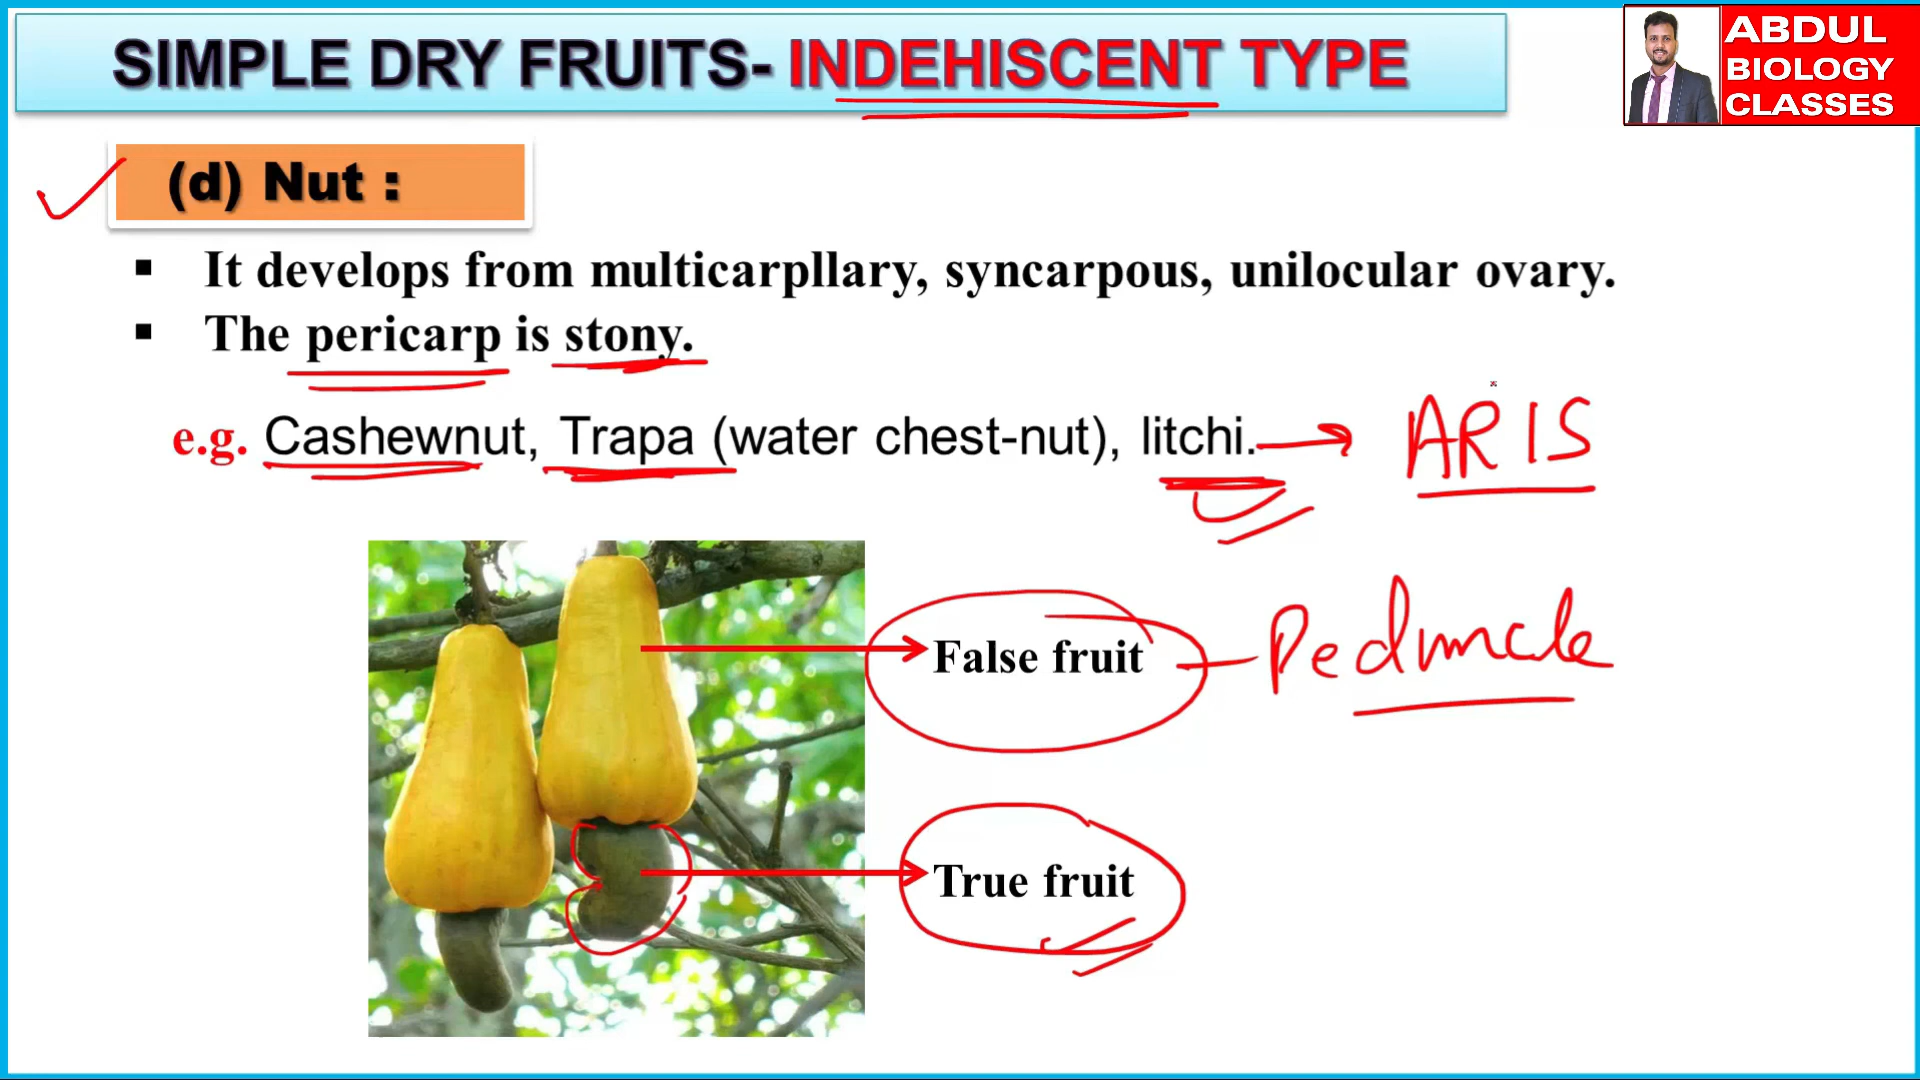 SIMPLE DRY FRUITS- INDEHISCENT TYPE
ABDUL
BIOLOGY
CLASSES
(d) Nut :
▪ It develops from multicarpllary, syncarpous, unilocular ovary.
▪ The pericarp is stony.
e.g. Cashewnut, Trapa (water chest-nut), litchi. → ARIS
False fruit - Peduncle
True fruit